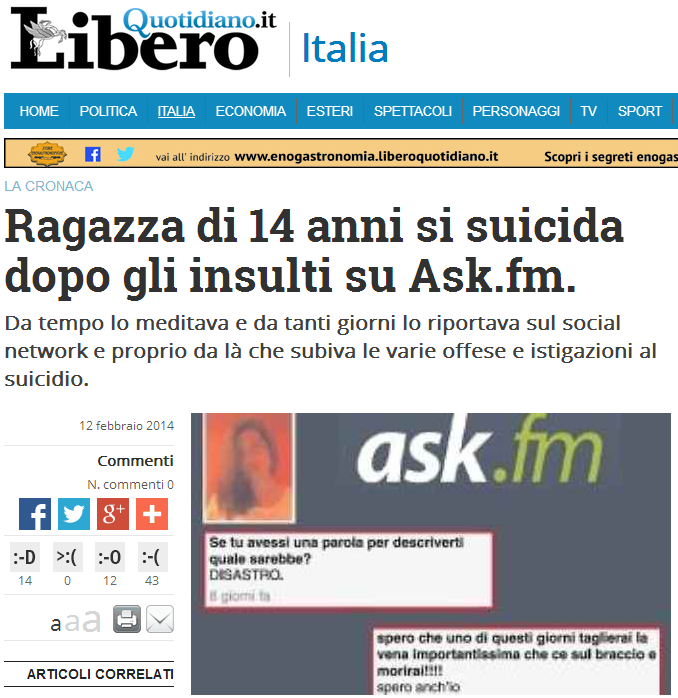 Libero Quotidiano.it
Italia
HOME POLITICA ITALIA ECONOMIA ESTERI SPETTACOLI PERSONAGGI TV SPORT
vai all' indirizzo www.enogastronomia.liberoquotidiano.it Scopri i segreti enogas
LA CRONACA
Ragazza di 14 anni si suicida
dopo gli insulti su Ask.fm.
Da tempo lo meditava e da tanti giorni lo riportava sul social
network e proprio da là che subiva le varie offese e istigazioni al
suicidio.
12 febbraio 2014
Commenti
N. commenti 0
f g+ +
:-D >:( :-O :-(
14 0 12 43
a a a
ARTICOLI CORRELATI
ask.fm
Se tu avessi una parola per descriverti
quale sarebbe?
DISASTRO.
6 giorni fa
spero che uno di questi giorni taglierai la
vena importantissima che ce sul braccio e
morirai!!!!
spero anch'io